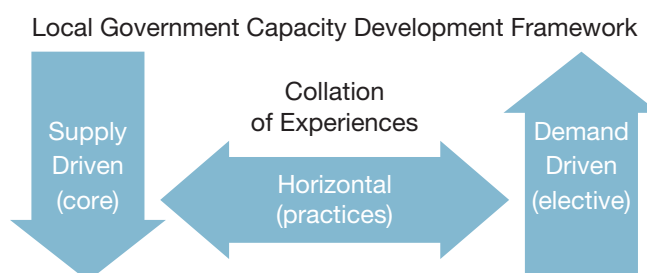 Local Government Capacity Development Framework
Supply
Driven
(core)
Collation
of Experiences
Horizontal
(practices)
Demand
Driven
(elective)